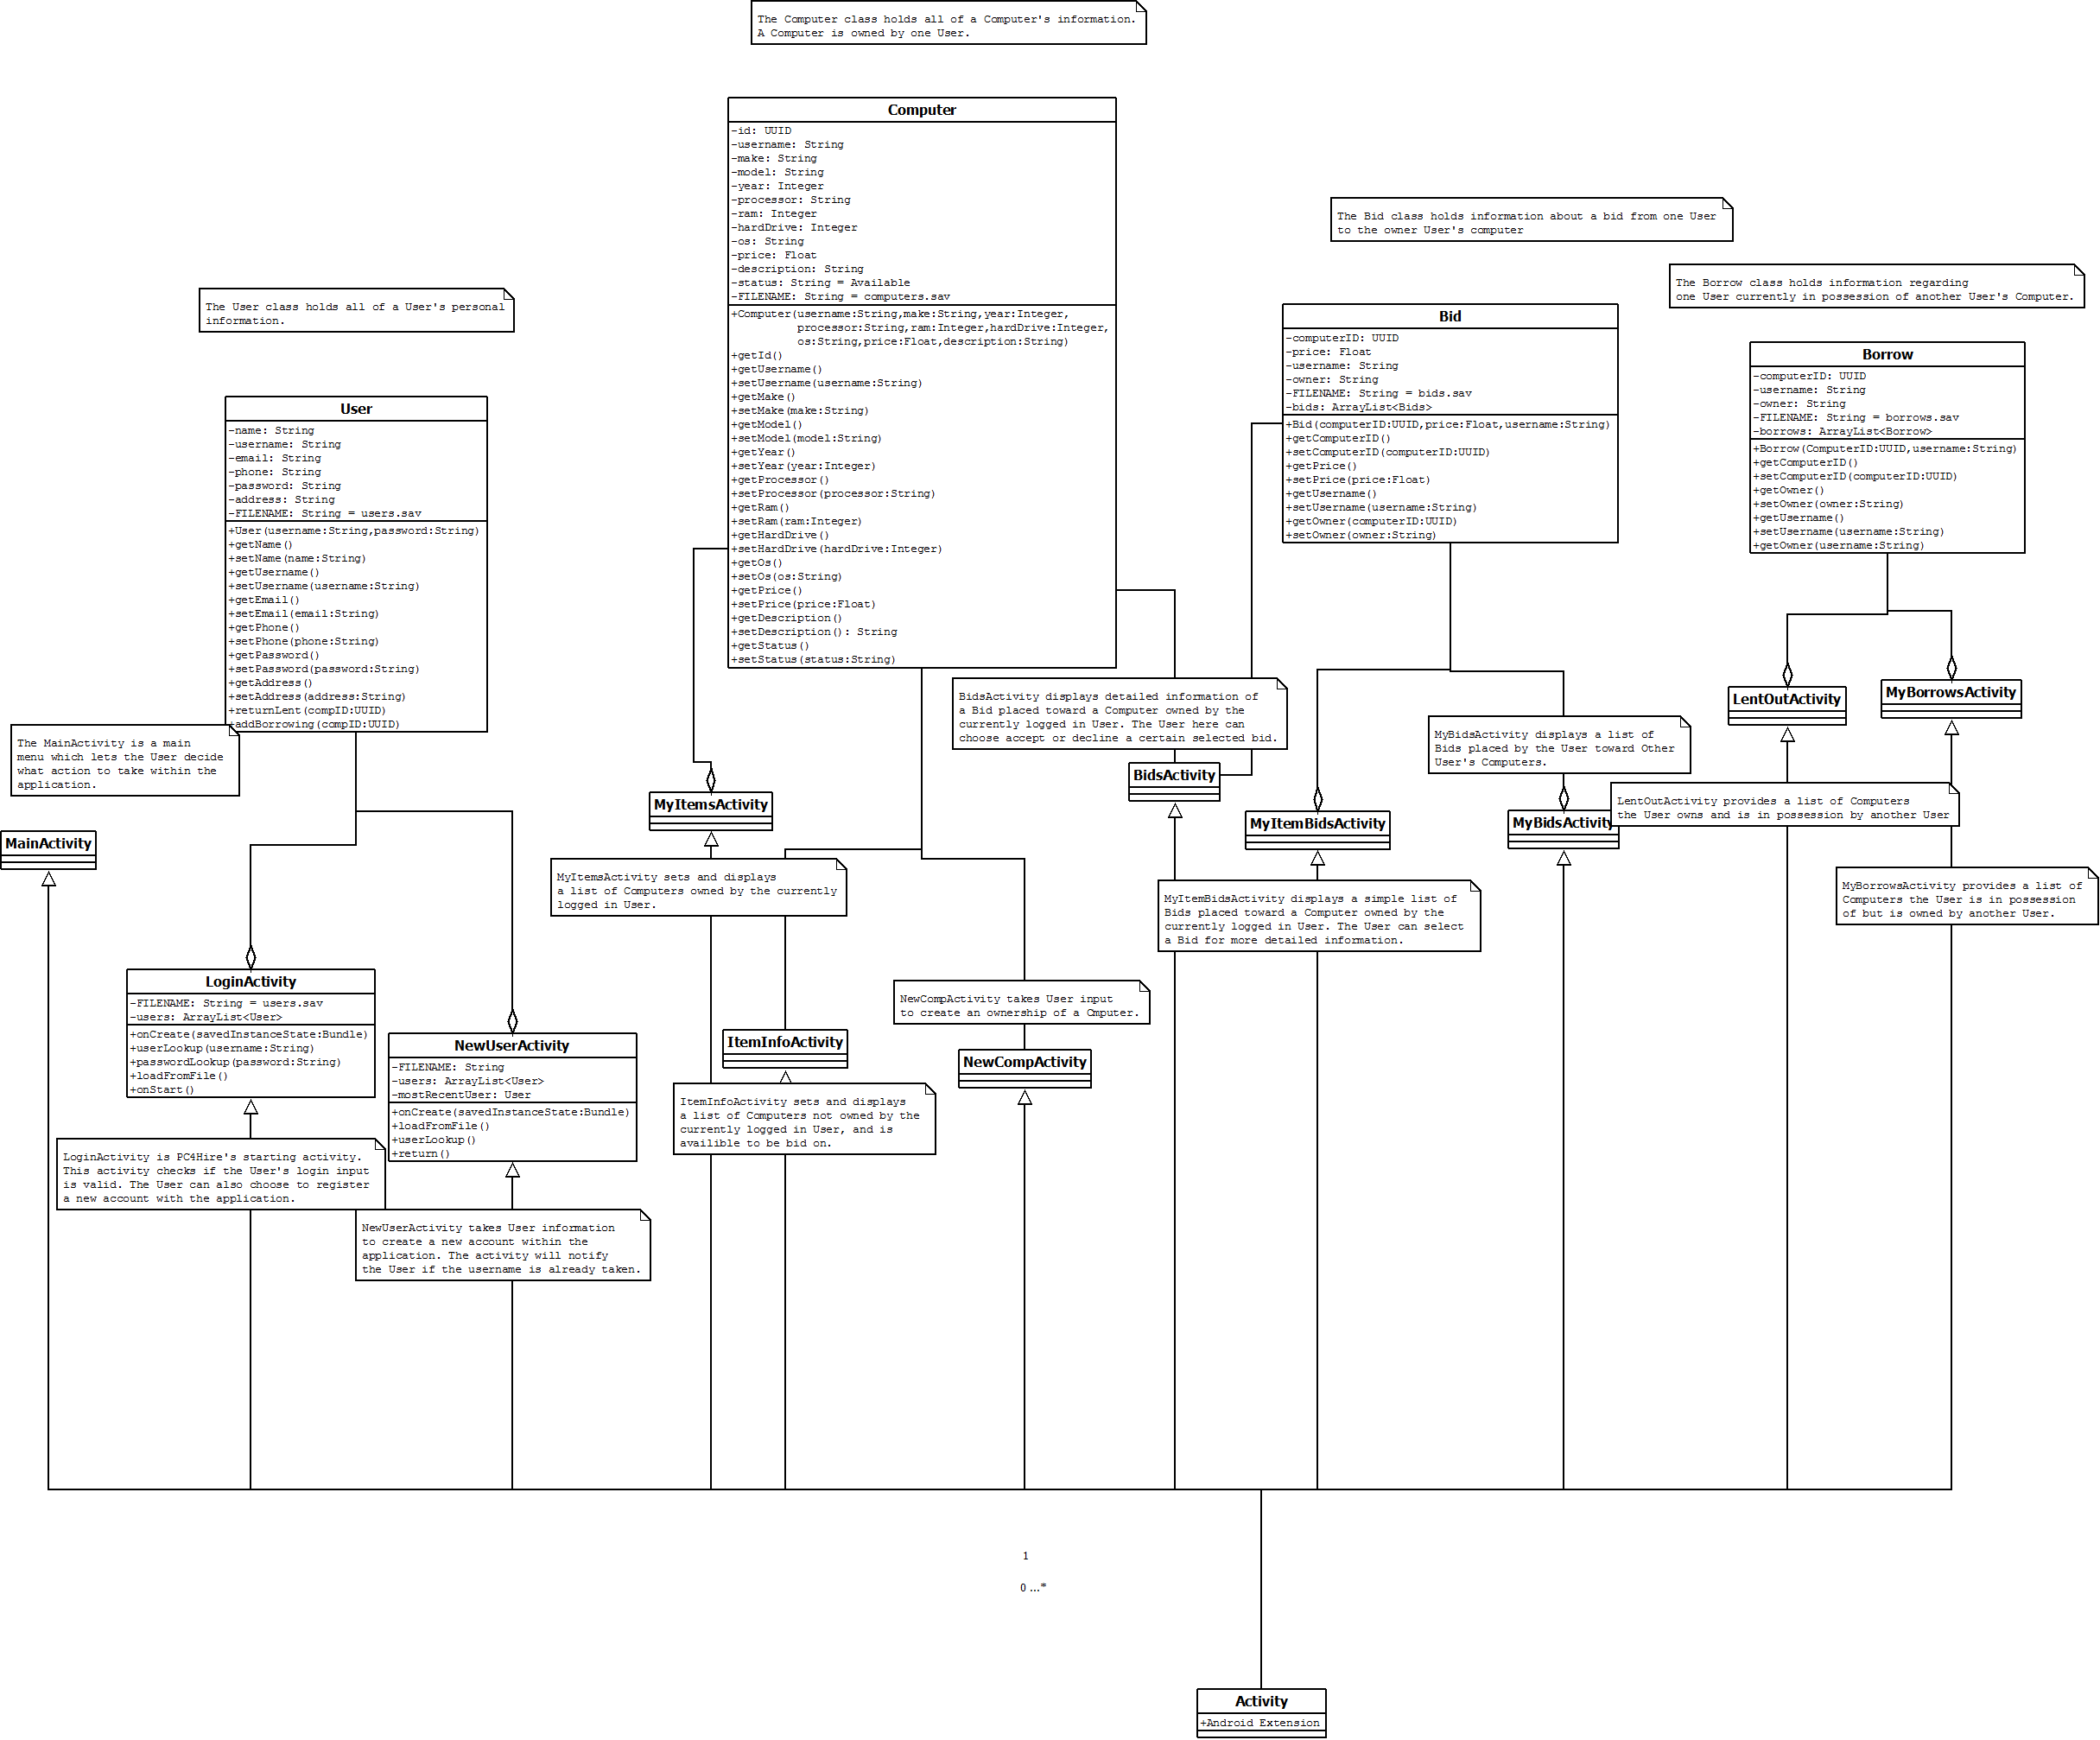 The Computer class holds all of a Computer's information.
A Computer is owned by one User.
Computer
-id: UUID
-username: String
-make: String
-model: String
-year: Integer
-processor: String
-ram: Integer
-hardDrive: Integer
-os: String
-price: Float
-description: String
-status: String = Available
-FILENAME: String = computers.sav
+Computer(username:String,make:String,year:Integer,
processor:String,ram:Integer,hardDrive:Integer,
os:String,price:Float,description:String)
+getId()
+getUsername()
+setUsername(username:String)
+getMake()
+setMake(make:String)
+getModel()
+setModel(model:String)
+getYear()
+setYear(year:Integer)
+getProcessor()
+setProcessor(processor:String)
+getRam()
+setRam(ram:Integer)
+getHardDrive()
+setHardDrive(hardDrive:Integer)
+getOs()
+setOs(os:String)
+getPrice()
+setPrice(price:Float)
+getDescription()
+setDescription(): String
+getStatus()
+setStatus(status:String)
The Bid class holds information about a bid from one User
to the owner User's computer
The Borrow class holds information regarding
one User currently in possession of another User's Computer.
The User class holds all of a User's personal
information.
Bid
-computerID: UUID
-price: Float
-username: String
-owner: String
-FILENAME: String = bids.sav
-bids: ArrayList<Bids>
+Bid(computerID:UUID,price:Float,username:String)
+getComputerID()
+setComputerID(computerID:UUID)
+getPrice()
+setPrice(price:Float)
+getUsername()
+setUsername(username:String)
+getOwner(computerID:UUID)
+setOwner(owner:String)
Borrow
-computerID: UUID
-username: String
-owner: String
-FILENAME: String = borrows.sav
-borrows: ArrayList<Borrow>
+Borrow(ComputerID:UUID,username:String)
+getComputerID()
+setComputerID(computerID:UUID)
+getOwner()
+setOwner(owner:String)
+getUsername()
+setUsername(username:String)
+getOwner(username:String)
User
-name: String
-username: String
-email: String
-phone: String
-password: String
-address: String
-FILENAME: String = users.sav
+User(username:String,password:String)
+getName()
+setName(name:String)
+getUsername()
+setUsername(username:String)
+getEmail()
+setEmail(email:String)
+getPhone()
+setPhone(phone:String)
+getPassword()
+setPassword(password:String)
+getAddress()
+setAddress(address:String)
+returnLent(compID:UUID)
+addBorrowing(compID:UUID)
The MainActivity is a main
menu which lets the User decide
what action to take within the
application.
MainActivity
BidsActivity displays detailed information of
a Bid placed toward a Computer owned by the
currently logged in User. The User here can
choose accept or decline a certain selected bid.
BidsActivity
MyItemsActivity
LentOutActivity
MyBorrowsActivity
MyBidsActivity displays a list of
Bids placed by the User toward Other
User's Computers.
MyItemBidsActivity
MyBidsActivity
LentOutActivity provides a list of Computers
the User owns and is in possession by another User
MyItemsActivity sets and displays
a list of Computers owned by the currently
logged in User.
MyItemBidsActivity displays a simple list of
Bids placed toward a Computer owned by the
currently logged in User. The User can select
a Bid for more detailed information.
MyBorrowsActivity provides a list of
Computers the User is in possession
of but is owned by another User.
LoginActivity
-FILENAME: String = users.sav
-users: ArrayList<User>
+onCreate(savedInstanceState:Bundle)
+userLookup(username:String)
+passwordLookup(password:String)
+loadFromFile()
+onStart()
NewUserActivity
-FILENAME: String
-users: ArrayList<User>
-mostRecentUser: User
+onCreate(savedInstanceState:Bundle)
+loadFromFile()
+userLookup()
+return()
NewCompActivity takes User input
to create an ownership of a Cmputer.
ItemInfoActivity
NewCompActivity
ItemInfoActivity sets and displays
a list of Computers not owned by the
currently logged in User, and is
availible to be bid on.
LoginActivity is PC4Hire's starting activity.
This activity checks if the User's login input
is valid. The User can also choose to register
a new account with the application.
NewUserActivity takes User information
to create a new account within the
application. The activity will notify
the User if the username is already taken.
1
0 ...*
Activity
+Android Extension